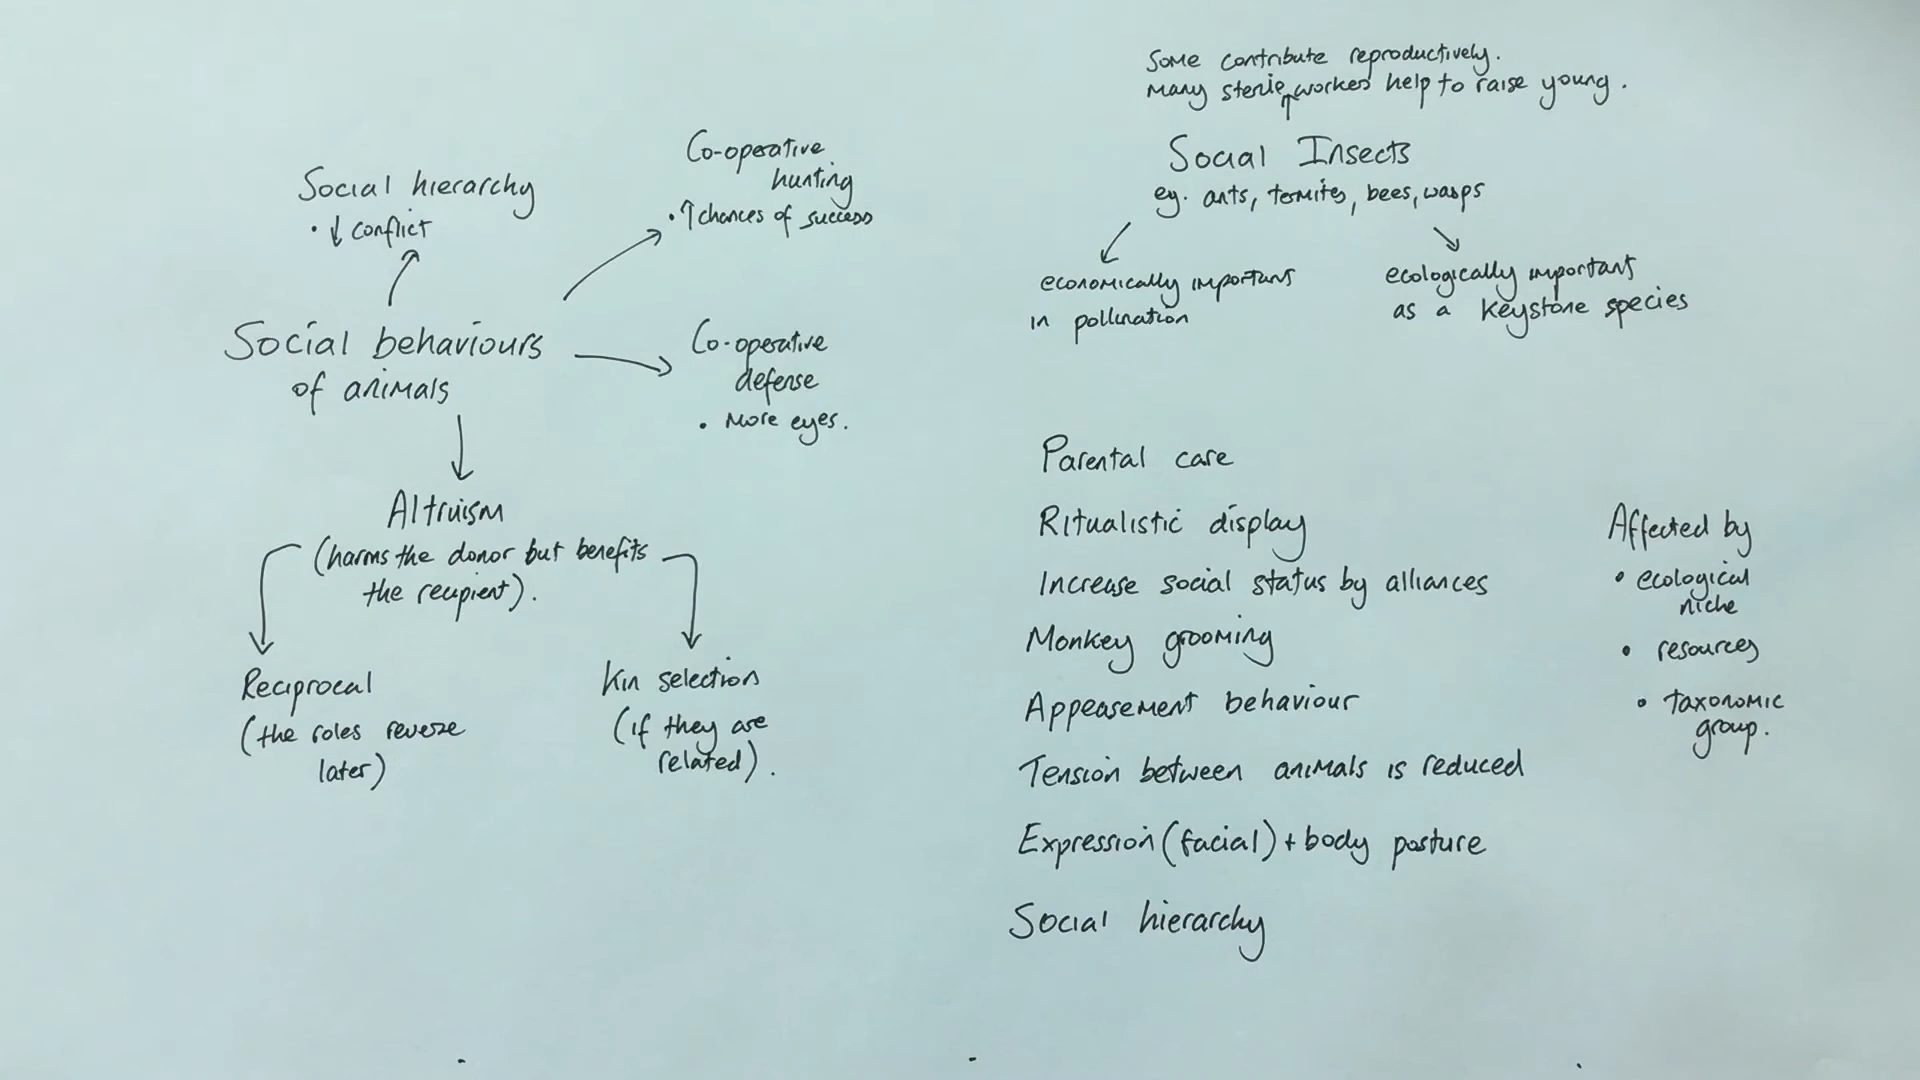 Social hierarchy
• ↓ conflict
Co-operative
hunting
• ↑ chances of success
Social behaviours
of animals
Co-operative
defense
• More eyes.
Altruism
(harms the donor but benefits
the recipient).
Reciprocal
(the roles reverse
later)
Kin selection
(if they are
related).
Some contribute reproductively.
Many sterile workers help to raise young.
Social Insects
eg. ants, termites, bees, wasps
economically important
in pollination
ecologically important
as a keystone species
Parental care
Ritualistic display
Increase social status by alliances
Monkey grooming
Appeasement behaviour
Tension between animals is reduced
Expression (facial) + body posture
Social hierarchy
Affected by
• ecological
niche
• resources
• taxonomic
group.